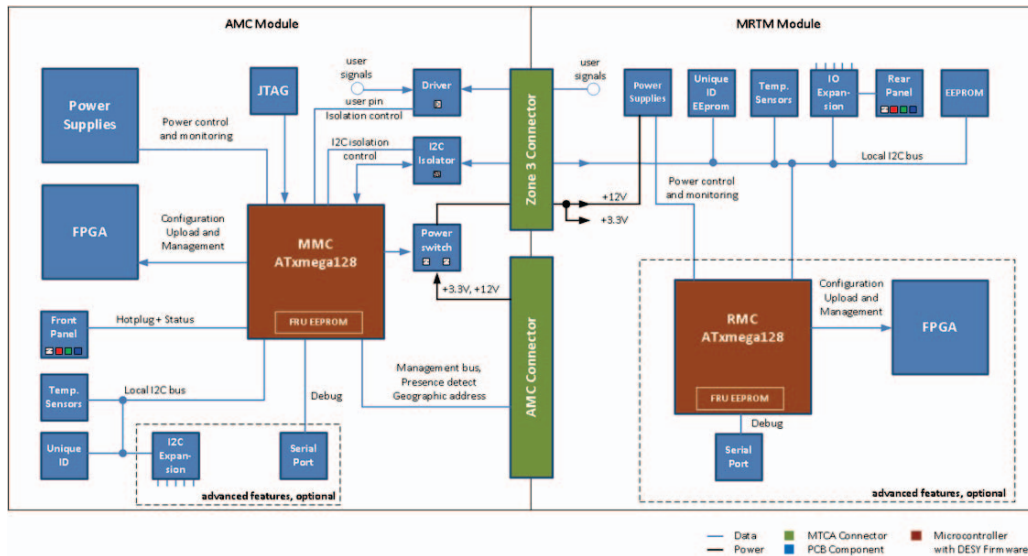 AMC Module
MRTM Module
Power
Supplies
JTAG
user
signals
Driver
user pin
Isolation control
Power control
and monitoring
I2C isolation
control
I2C
Isolator
Zone 3 Connector
user
signals
Power
Supplies
Unique
ID
EEprom
Temp.
Sensors
IO
Expan-
sion
Rear
Panel
EEPROM
Local I2C bus
Power control
and monitoring
+12V
+3.3V
FPGA
Configuration
Upload and
Management
MMC
ATxmega128
FRU EEPROM
Power
switch
+3.3V, +12V
AMC Connector
Front
Panel
Hotplug + Status
Temp.
Sensors
Local I2C bus
Unique
ID
I2C
Expan-
sion
Debug
Serial
Port
Management bus,
Presence detect
Geographic address
advanced features, optional
RMC
ATxmega128
FRU EEPROM
Configuration
Upload and
Management
FPGA
Debug
Serial
Port
advanced features, optional
Data
Power
MTCA Connector
PCB Component
Microcontroller
with DESY Firmware